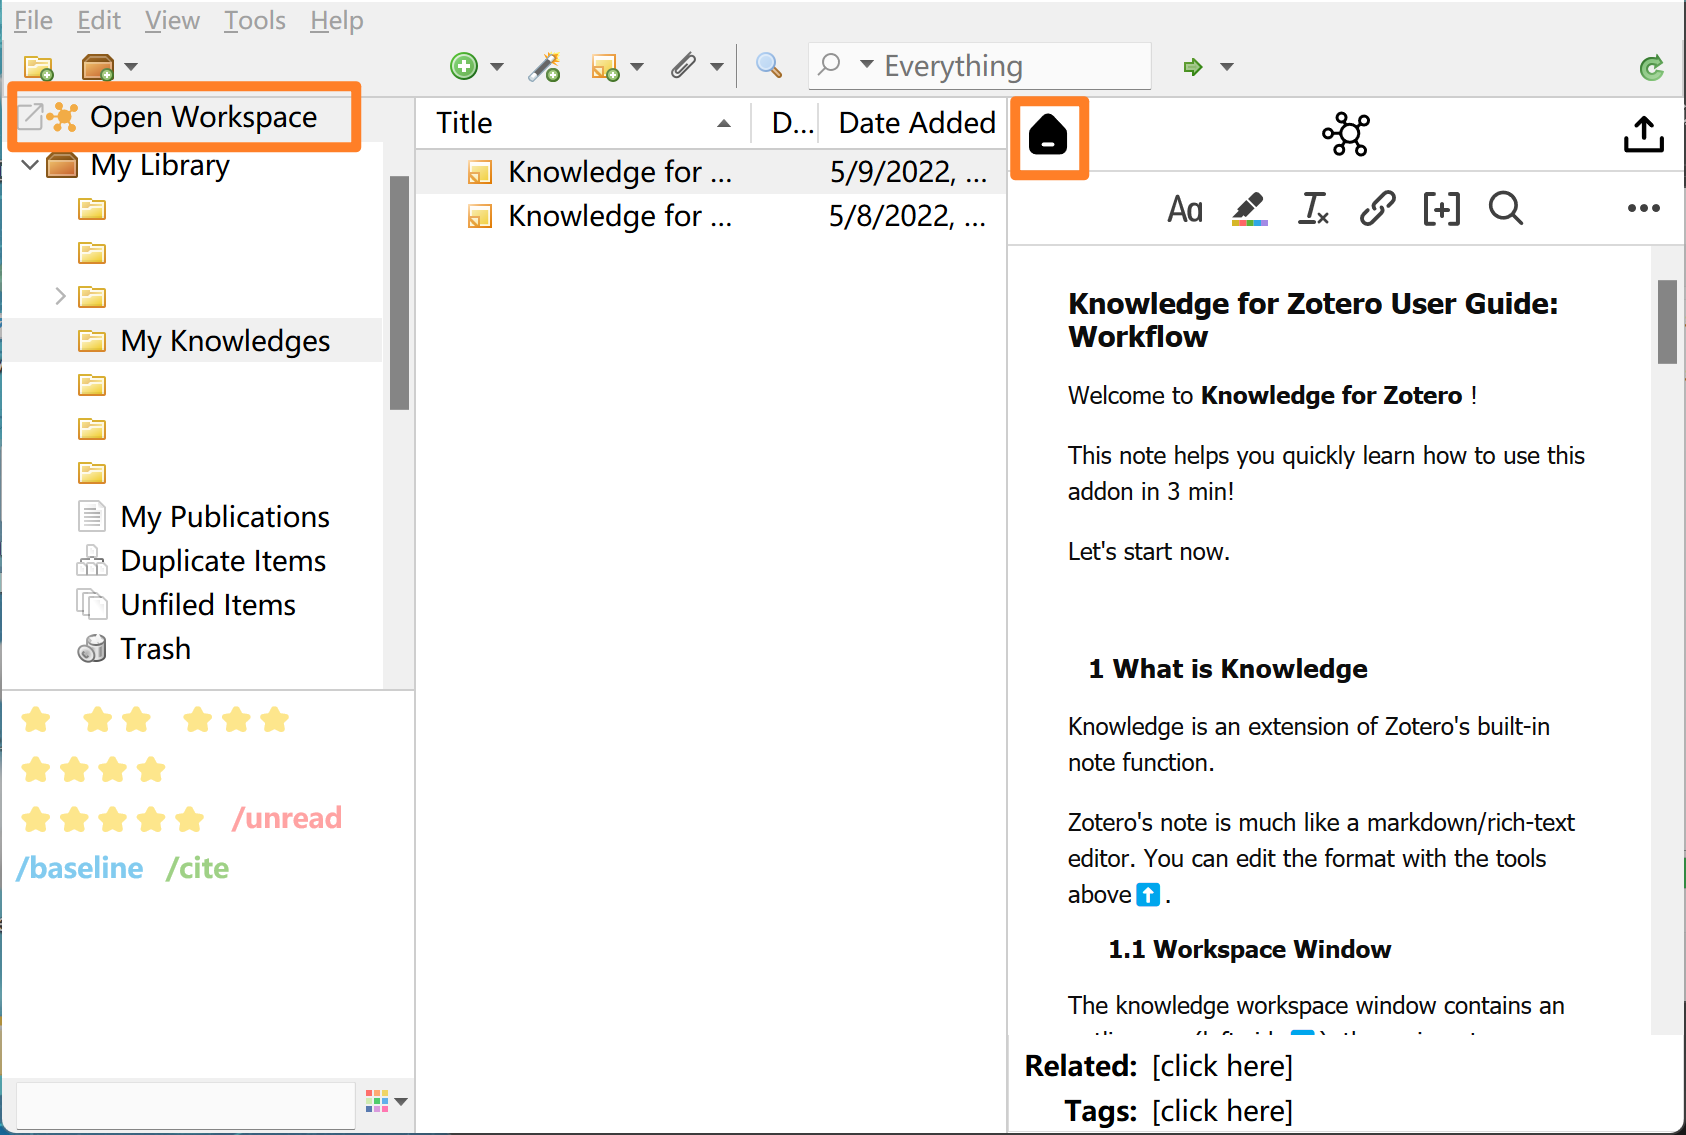 File Edit View Tools Help
Everything
Open Workspace
My Library
My Knowledges
My Publications
Duplicate Items
Unfiled Items
Trash
/unread
/baseline /cite
Title D... Date Added
Knowledge for ... 5/9/2022, ...
Knowledge for ... 5/8/2022, ...
Aa
Knowledge for Zotero User Guide:
Workflow
Welcome to Knowledge for Zotero !
This note helps you quickly learn how to use this
addon in 3 min!
Let's start now.
1 What is Knowledge
Knowledge is an extension of Zotero's built-in
note function.
Zotero's note is much like a markdown/rich-text
editor. You can edit the format with the tools
above⬆️.
1.1 Workspace Window
The knowledge workspace window contains an
Related: [click here]
Tags: [click here]